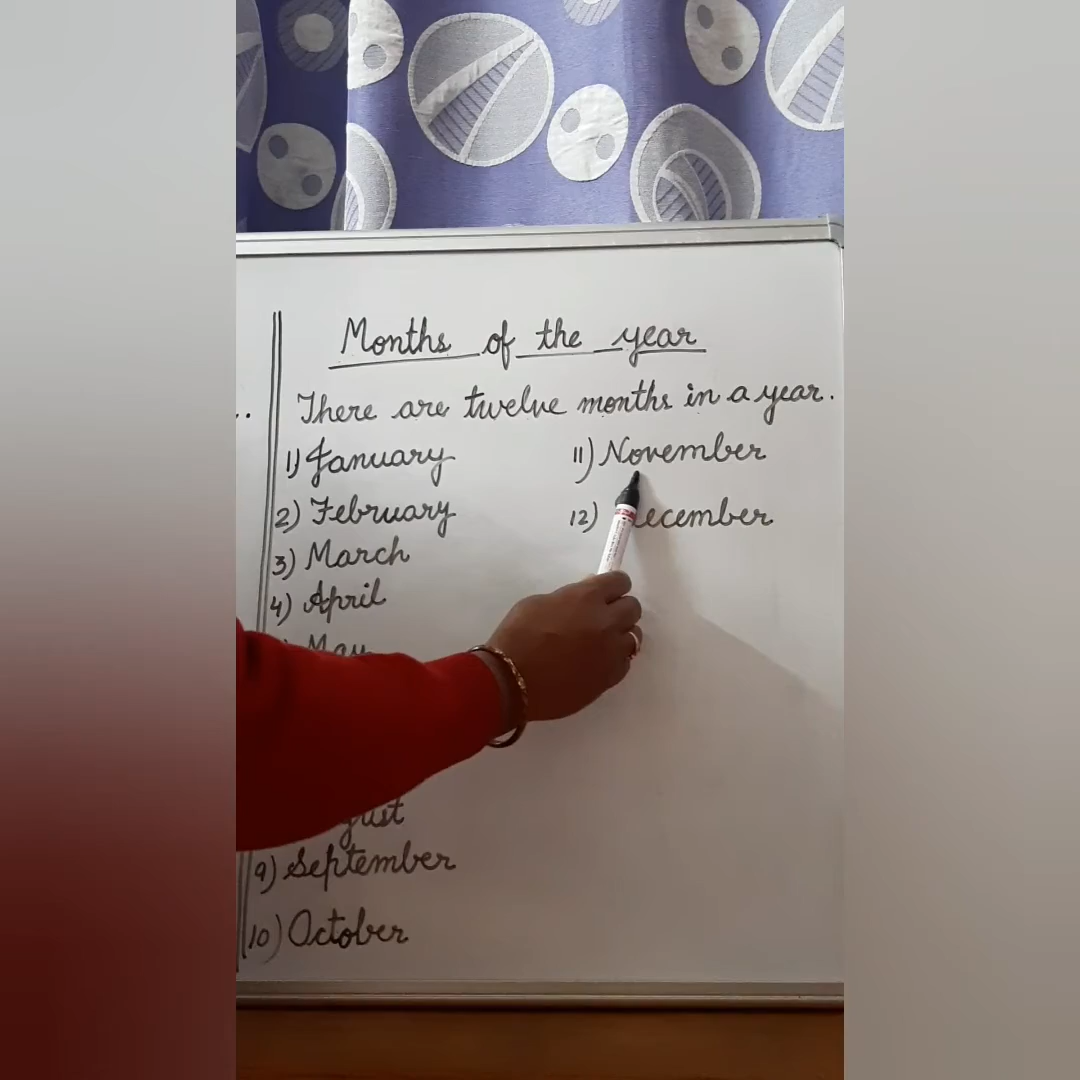 Months of the year
There are twelve months in a year.
1) January
2) February
3) March
4) April
May
9) September
10) October
11) November
12)